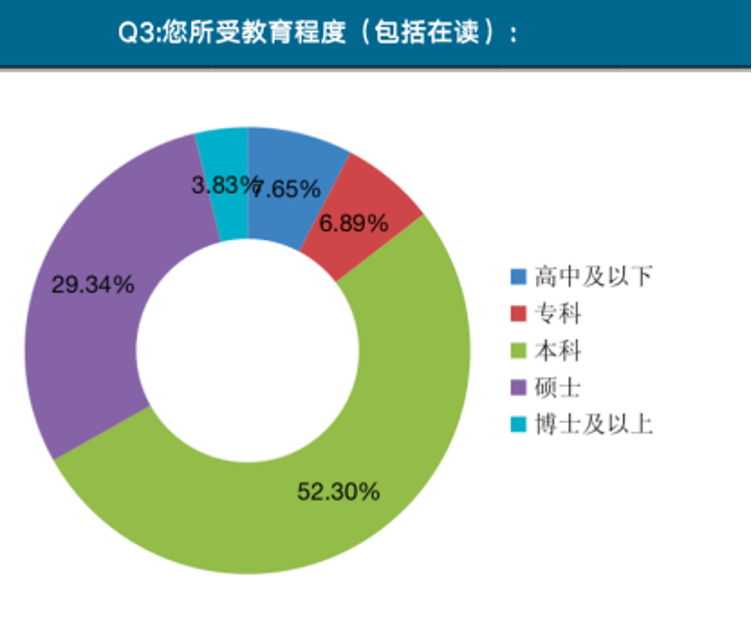 Q3:您所受教育程度（包括在读）：
3.83%
7.65%
6.89%
29.34%
52.30%
高中及以下
专科
本科
硕士
博士及以上